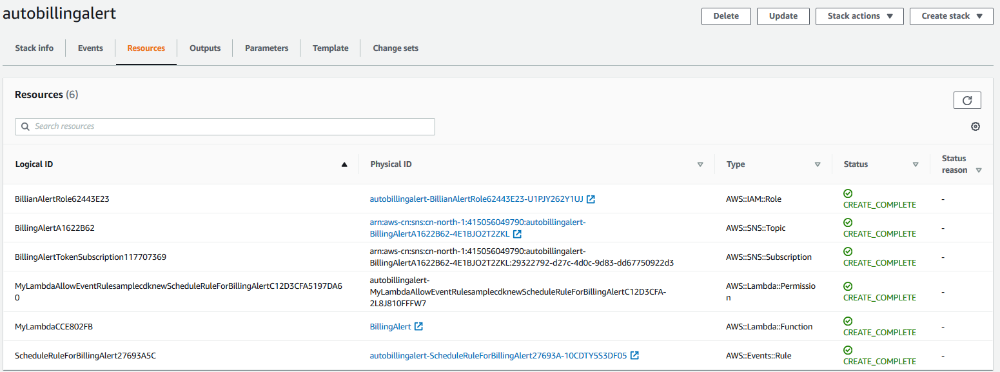 autobillingalert
Delete
Update
Stack actions
Create stack
Stack info
Events
Resources
Outputs
Parameters
Template
Change sets
Resources (6)
Search resources
Logical ID
Physical ID
Type
Status
Status
reason
BillianAlertRole62443E23
autobillingalert-BillianAlertRole62443E23-U1PJY262Y1UJ
AWS::IAM::Role
CREATE_COMPLETE
-
BillingAlertA1622B62
arn:aws-cn:sns:cn-north-1:415056049790:autobillingalert-
BillingAlertA1622B62-4E1BJO2T2ZKL
AWS::SNS::Topic
CREATE_COMPLETE
-
BillingAlertTokenSubscription117707369
arn:aws-cn:sns:cn-north-1:415056049790:autobillingalert-
BillingAlertA1622B62-4E1BJO2T2ZKL:29322792-d27c-4d0c-9d83-dd67750922d3
AWS::SNS::Subscription
CREATE_COMPLETE
-
MyLambdaAllowEventRulesamplecdknewScheduleRuleForBillingAlertC12D3CFA5197DA6
0
autobillingalert-
MyLambdaAllowEventRulesamplecdknewScheduleRuleForBillingAlertC12D3CFA-
2L8J810FFFW7
AWS::Lambda::Permissio
n
CREATE_COMPLETE
-
MyLambdaCCE802FB
BillingAlert
AWS::Lambda::Function
CREATE_COMPLETE
-
ScheduleRuleForBillingAlert27693A5C
autobillingalert-ScheduleRuleForBillingAlert27693A-10CDTY5S3DF05
AWS::Events::Rule
CREATE_COMPLETE
-